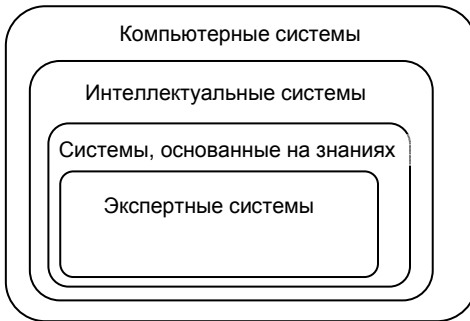 Компьютерные системы
Интеллектуальные системы
Системы, основанные на знаниях
Экспертные системы